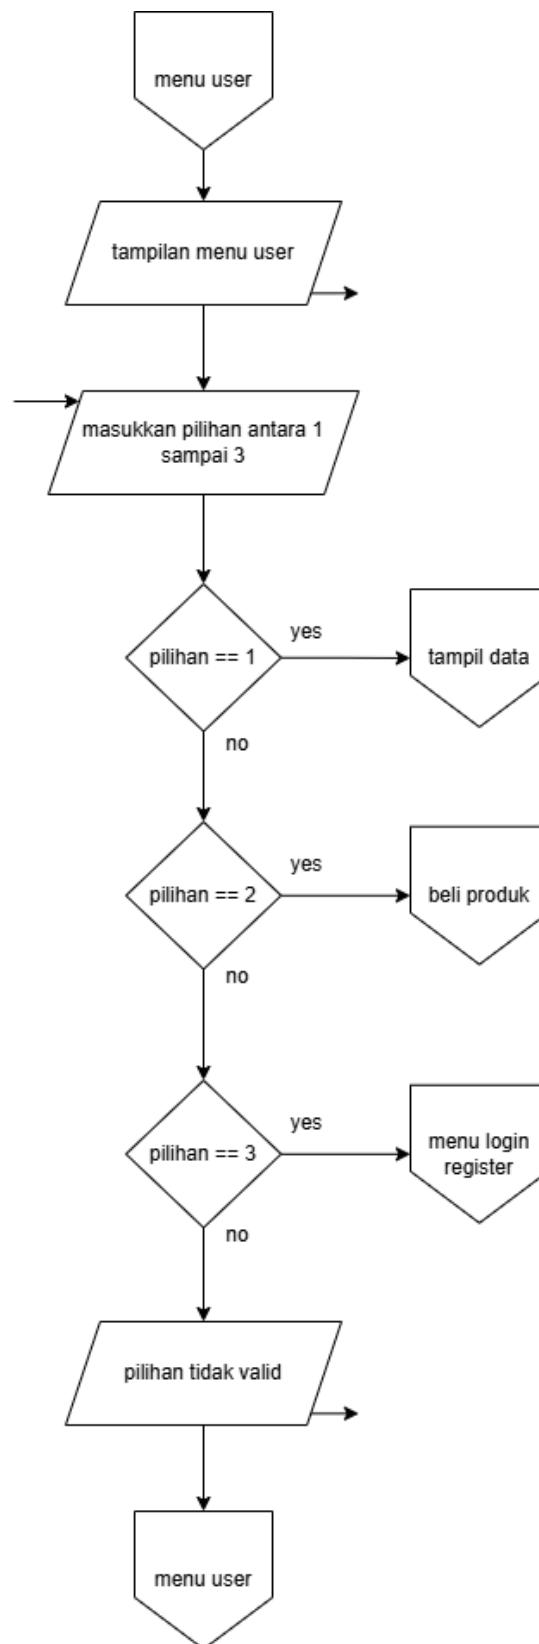 menu user
tampilan menu user
masukkan pilihan antara 1
sampai 3
pilihan == 1
yes
tampil data
no
pilihan == 2
yes
beli produk
no
pilihan == 3
yes
menu login
register
no
pilihan tidak valid
menu user